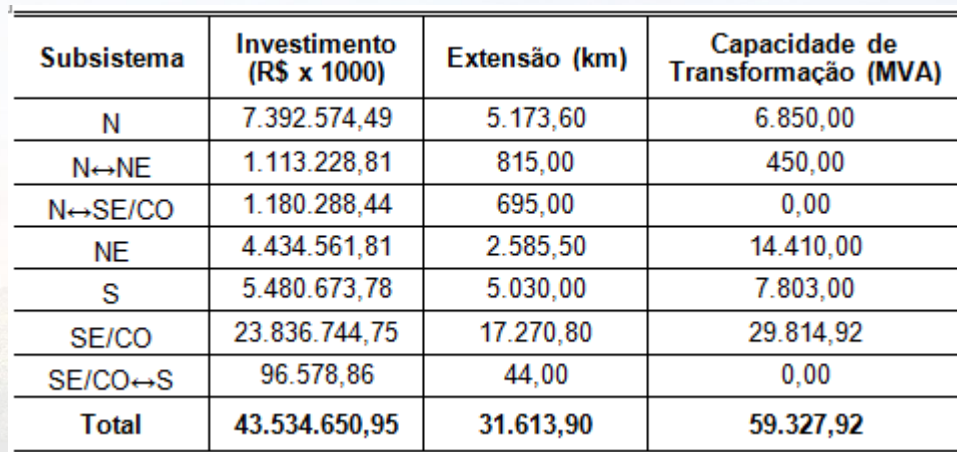 Subsistema Investimento (R$ x 1000) Extensão (km) Capacidade de Transformação (MVA)
N 7.392.574,49 5.173,60 6.850,00
N↔NE 1.113.228,81 815,00 450,00
N↔SE/CO 1.180.288,44 695,00 0,00
NE 4.434.561,81 2.585,50 14.410,00
S 5.480.673,78 5.030,00 7.803,00
SE/CO 23.836.744,75 17.270,80 29.814,92
SE/CO↔S 96.578,86 44,00 0,00
Total 43.534.650,95 31.613,90 59.327,92